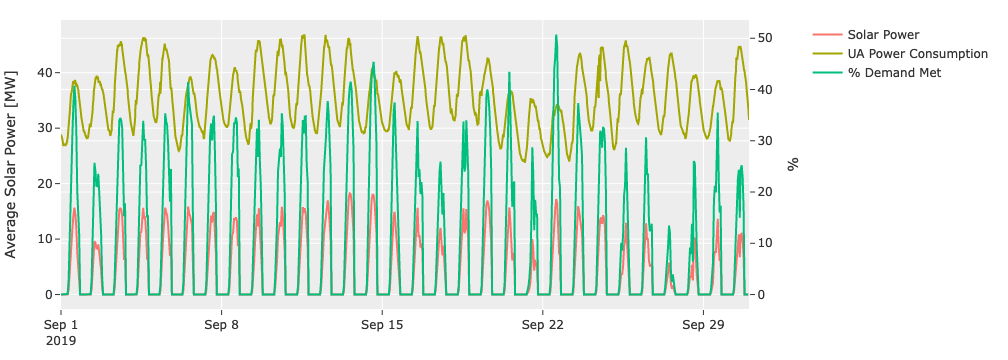 Average Solar Power [MW]
40
30
20
10
0
50
40
30
20
10
0
%
Sep 1
2019
Sep 8
Sep 15
Sep 22
Sep 29
Solar Power
UA Power Consumption
% Demand Met